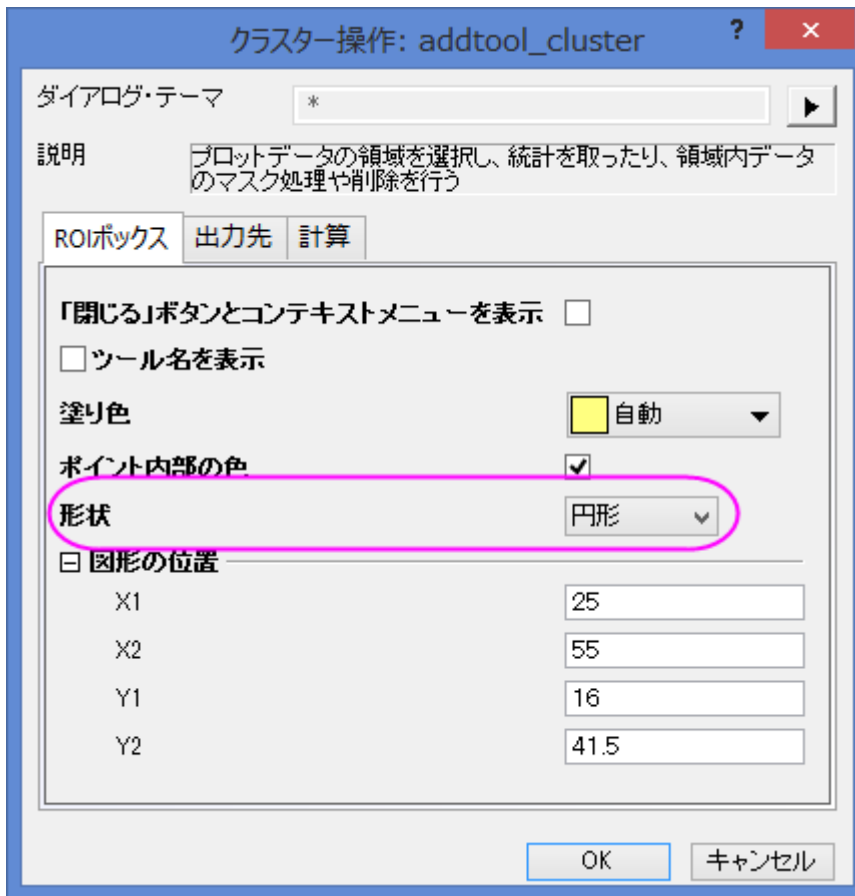 クラスター操作: addtool_cluster ?
ダイアログ・テーマ *
説明 プロットデータの領域を選択し、統計を取ったり、領域内データ
のマスク処理や削除を行う
ROIボックス 出力先 計算
「閉じる」ボタンとコンテキストメニューを表示
ツール名を表示
塗り色 自動
ポイント内部の色
形状 円形
図形の位置
X1 25
X2 55
Y1 16
Y2 41.5
OK キャンセル